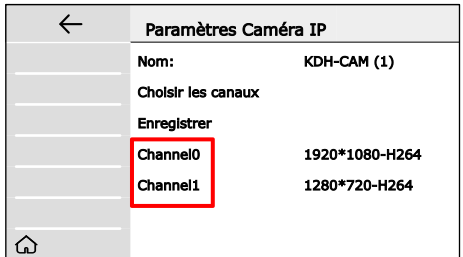 Paramètres Caméra IP
Nom: KDH-CAM (1)
Choisir les canaux
Enregistrer
Channel0 1920*1080-H264
Channel1 1280*720-H264